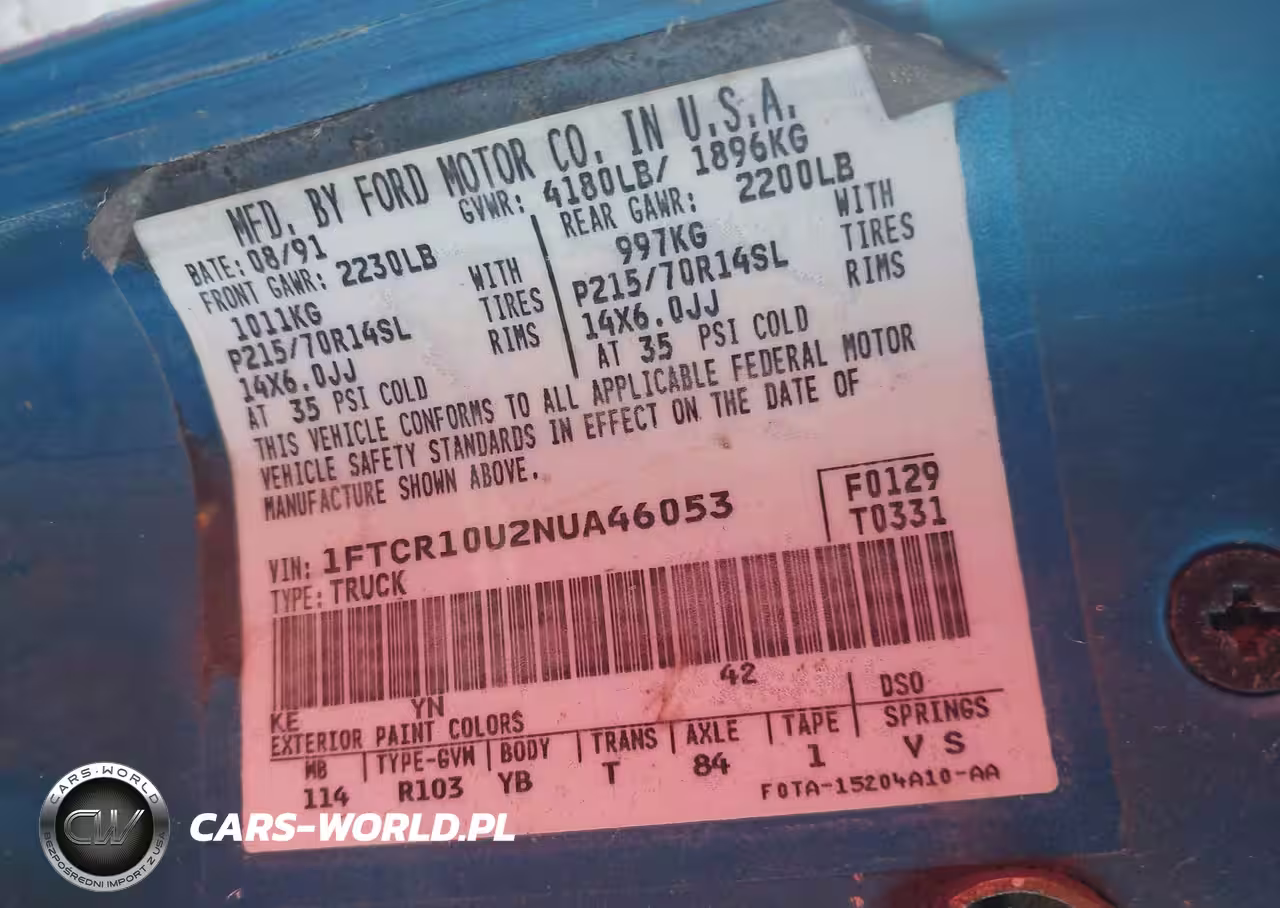 MFD. BY FORD MOTOR CO. IN U.S.A.
DATE: 08/91 GVWR: 4180LB/ 1896KG
FRONT GAWR: 2230LB
1011KG WITH
P215/70R14SL TIRES
14X6.0JJ RIMS
AT 35 PSI COLD
REAR GAWR: 2200LB
997KG WITH
P215/70R14SL TIRES
14X6.0JJ RIMS
AT 35 PSI COLD
THIS VEHICLE CONFORMS TO ALL APPLICABLE FEDERAL MOTOR
VEHICLE SAFETY STANDARDS IN EFFECT ON THE DATE OF
MANUFACTURE SHOWN ABOVE.
VIN: 1FTCR10U2NUA46053
TYPE: TRUCK
F0129
T0331
42
KE YN
EXTERIOR PAINT COLORS DSO
WB TYPE-GVW BODY TRANS AXLE TAPE SPRINGS
114 R103 YB T 84 1 V S
F0TA-15204A10-AA
CARS-WORLD
CW
BEZPOŚREDNI IMPORT Z USA
CARS-WORLD.PL